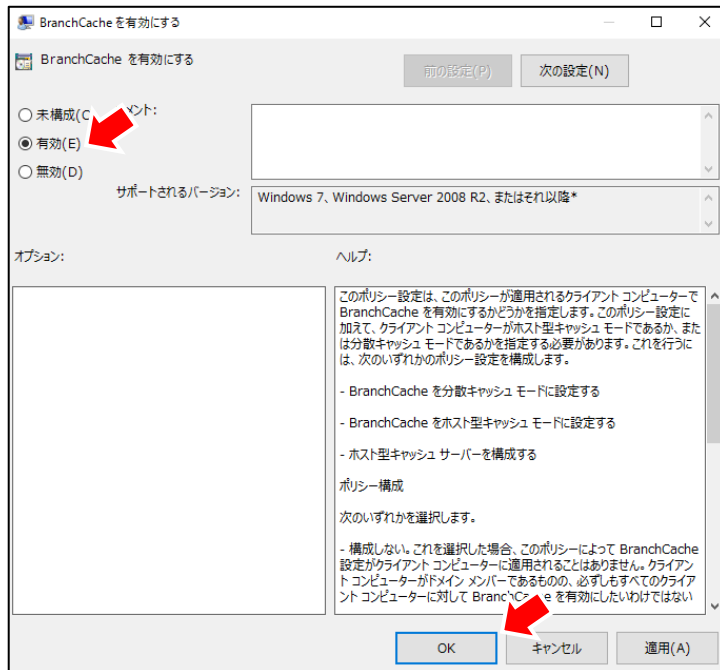 BranchCache を有効にする
BranchCache を有効にする
前の設定(P)
次の設定(N)
未構成(C
メント:
有効(E)
無効(D)
サポートされるバージョン:
Windows 7、Windows Server 2008 R2、またはそれ以降*
オプション:
ヘルプ:
このポリシー設定は、このポリシーが適用されるクライアント コンピューターで
BranchCache を有効にするかどうかを指定します。このポリシー設定に
加えて、クライアント コンピューターがホスト型キャッシュ モードであるか、また
は分散キャッシュ モードであるかを指定する必要があります。これを行うに
は、次のいずれかのポリシー設定を構成します。
- BranchCache を分散キャッシュ モードに設定する
- BranchCache をホスト型キャッシュ モードに設定する
- ホスト型キャッシュ サーバーを構成する
ポリシー構成
次のいずれかを選択します。
- 構成しない。これを選択した場合、このポリシーによって BranchCache
設定がクライアント コンピューターに適用されることはありません。クライアン
ト コンピューターがドメイン メンバーであるものの、必ずしもすべてのクライア
ント コンピューターに対して を有効にしたいわけではない
OK
キャンセル
適用(A)